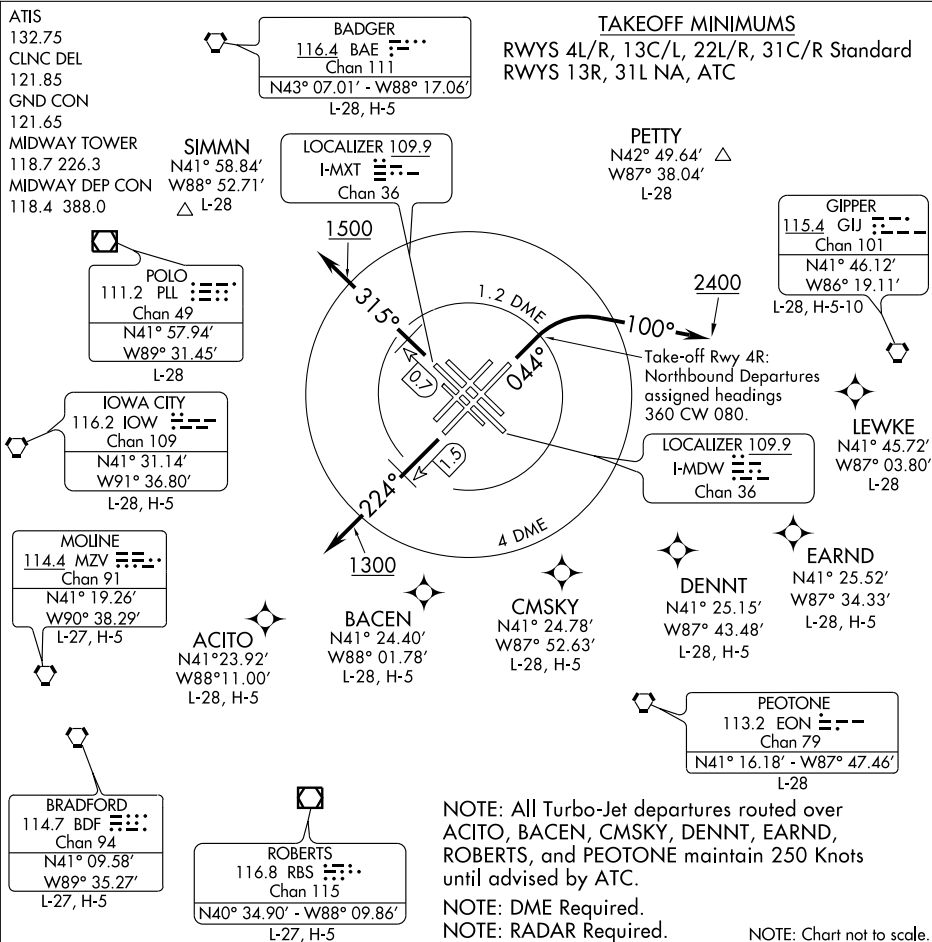 ATIS
132.75
CLNC DEL
121.85
GND CON
121.65
MIDWAY TOWER
118.7 226.3
MIDWAY DEP CON
118.4 388.0
BADGER
116.4 BAE
Chan 111
N43° 07.01' - W88° 17.06'
L-28, H-5
TAKEOFF MINIMUMS
RWYS 4L/R, 13C/L, 22L/R, 31C/R Standard
RWYS 13R, 31L NA, ATC
SIMMN
N41° 58.84'
W88° 52.71'
L-28
LOCALIZER 109.9
I-MXT
Chan 36
PETTY
N42° 49.64'
W87° 38.04'
L-28
GIPPER
115.4 GIJ
Chan 101
N41° 46.12'
W86° 19.11'
L-28, H-5-10
POLO
111.2 PLL
Chan 49
N41° 57.94'
W89° 31.45'
L-28
1500
315°
0.7
1.2 DME
044°
100°
2400
Take-off Rwy 4R:
Northbound Departures
assigned headings
360 CW 080.
LEWKE
N41° 45.72'
W87° 03.80'
L-28
IOWA CITY
116.2 IOW
Chan 109
N41° 31.14'
W91° 36.80'
L-28, H-5
LOCALIZER 109.9
I-MDW
Chan 36
224°
1.5
1300
4 DME
MOLINE
114.4 MZV
Chan 91
N41° 19.26'
W90° 38.29'
L-27, H-5
ACITO
N41°23.92'
W88°11.00'
L-28, H-5
BACEN
N41° 24.40'
W88° 01.78'
L-28, H-5
CMSKY
N41° 24.78'
W87° 52.63'
L-28, H-5
DENNT
N41° 25.15'
W87° 43.48'
L-28, H-5
EARND
N41° 25.52'
W87° 34.33'
L-28, H-5
PEOTONE
113.2 EON
Chan 79
N41° 16.18' - W87° 47.46'
L-28
BRADFORD
114.7 BDF
Chan 94
N41° 09.58'
W89° 35.27'
L-27, H-5
ROBERTS
116.8 RBS
Chan 115
N40° 34.90' - W88° 09.86'
L-27, H-5
NOTE: All Turbo-Jet departures routed over
ACITO, BACEN, CMSKY, DENNT, EARND,
ROBERTS, and PEOTONE maintain 250 Knots
until advised by ATC.
NOTE: DME Required.
NOTE: RADAR Required.
NOTE: Chart not to scale.